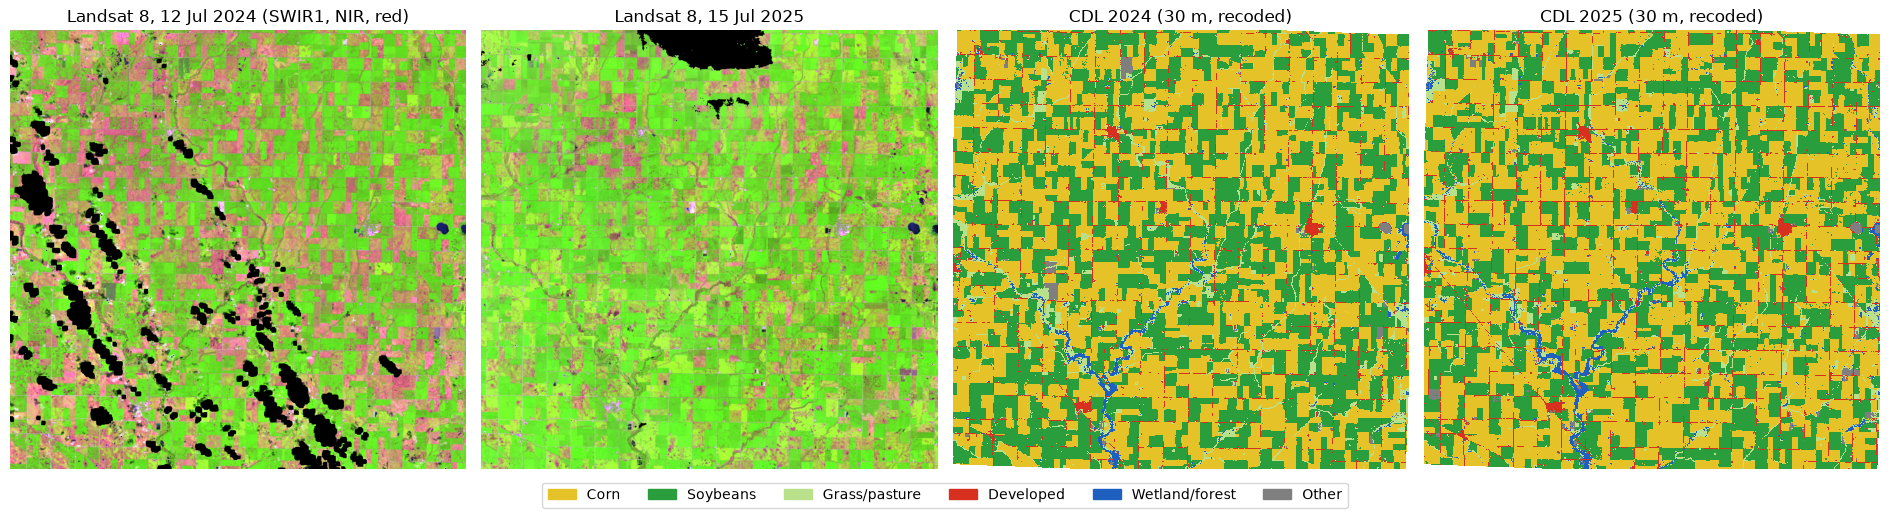 Landsat 8, 12 Jul 2024 (SWIR1, NIR, red)
Landsat 8, 15 Jul 2025
CDL 2024 (30 m, recoded)
CDL 2025 (30 m, recoded)
Corn
Soybeans
Grass/pasture
Developed
Wetland/forest
Other